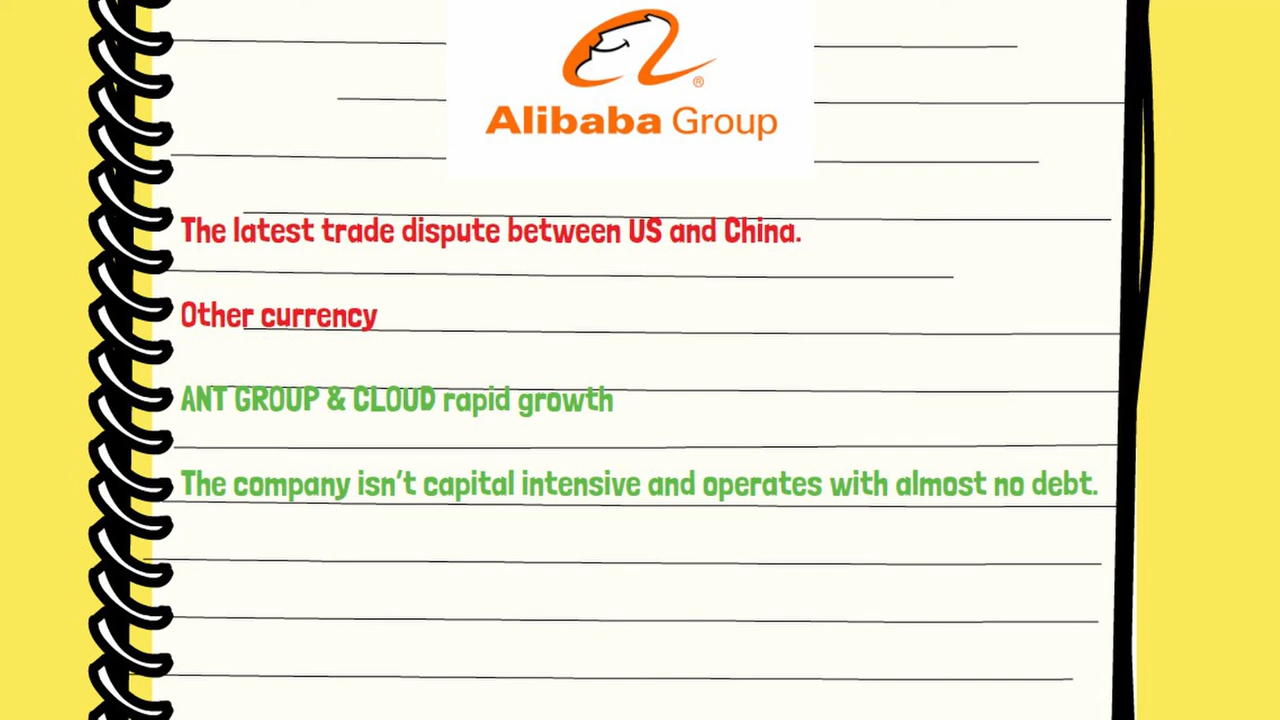 ®
Alibaba Group
The latest trade dispute between US and China.
Other currency
ANT GROUP & CLOUD rapid growth
The company isn't capital intensive and operates with almost no debt.